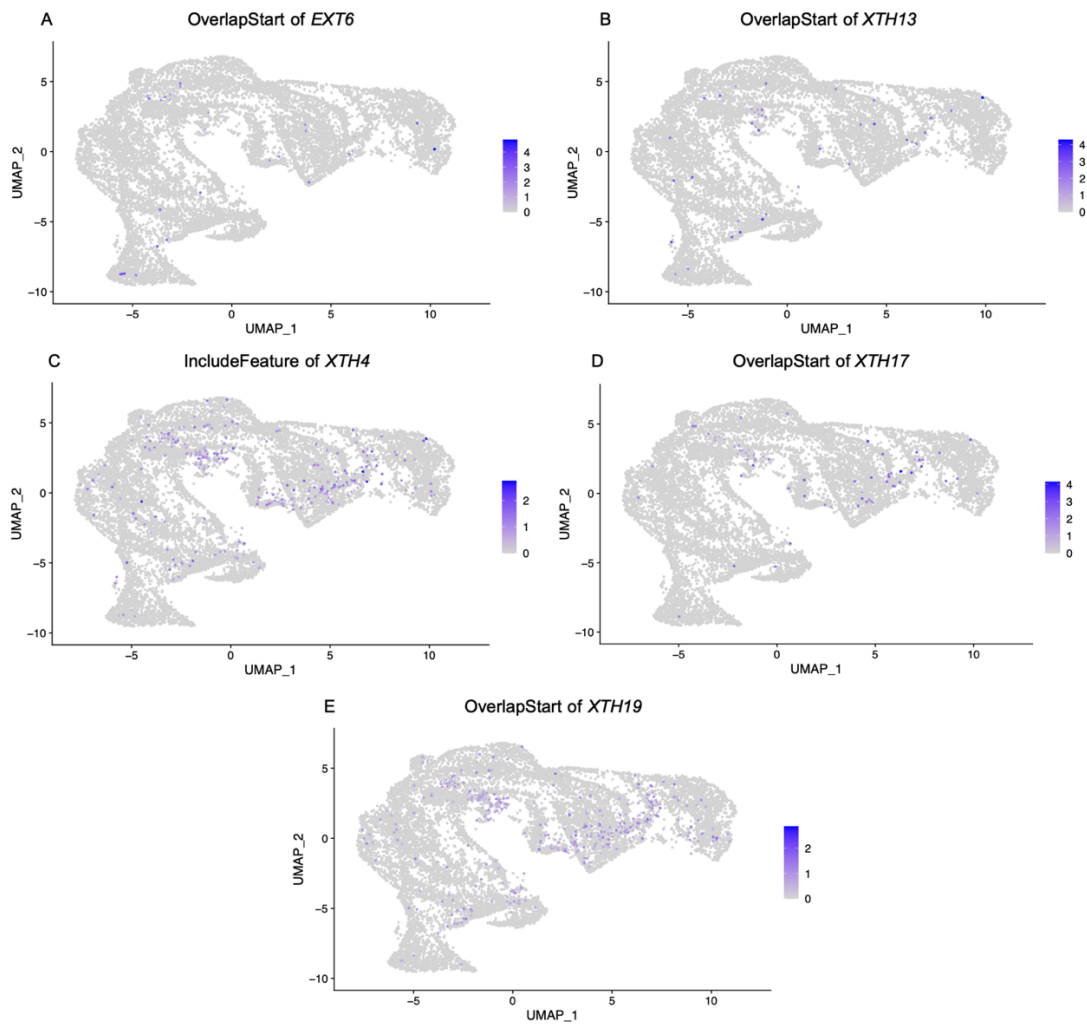 A OverlapStart of EXT6
UMAP_2
5
0
−5
−10
−5 0 5 10
UMAP_1
4
3
2
1
0
B OverlapStart of XTH13
UMAP_2
5
0
−5
−10
−5 0 5 10
UMAP_1
4
3
2
1
0
C IncludeFeature of XTH4
UMAP_2
5
0
−5
−10
−5 0 5 10
UMAP_1
2
1
0
D OverlapStart of XTH17
UMAP_2
5
0
−5
−10
−5 0 5 10
UMAP_1
4
3
2
1
0
E OverlapStart of XTH19
UMAP_2
5
0
−5
−10
−5 0 5 10
UMAP_1
2
1
0